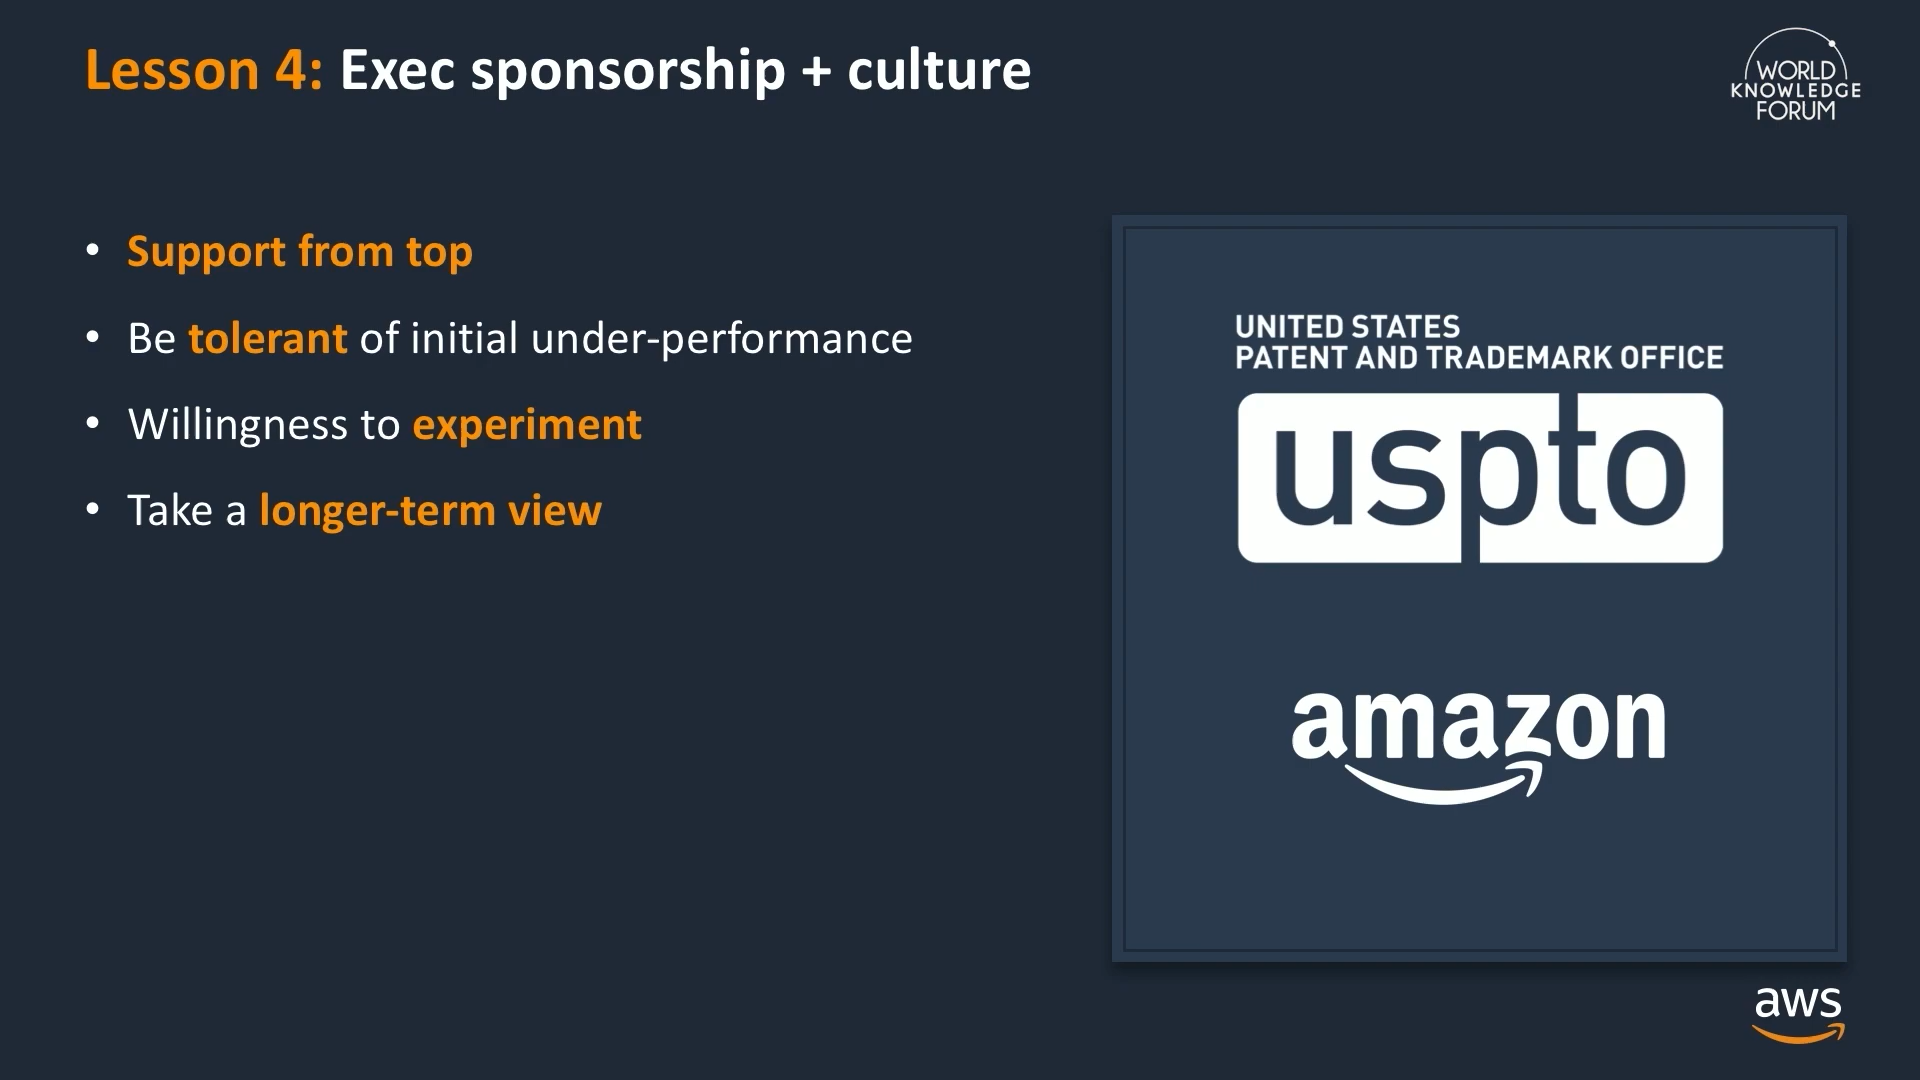 Lesson 4: Exec sponsorship + culture
WORLD
KNOWLEDGE
FORUM
• Support from top
• Be tolerant of initial under-performance
• Willingness to experiment
• Take a longer-term view
UNITED STATES
PATENT AND TRADEMARK OFFICE
uspto
amazon
aws